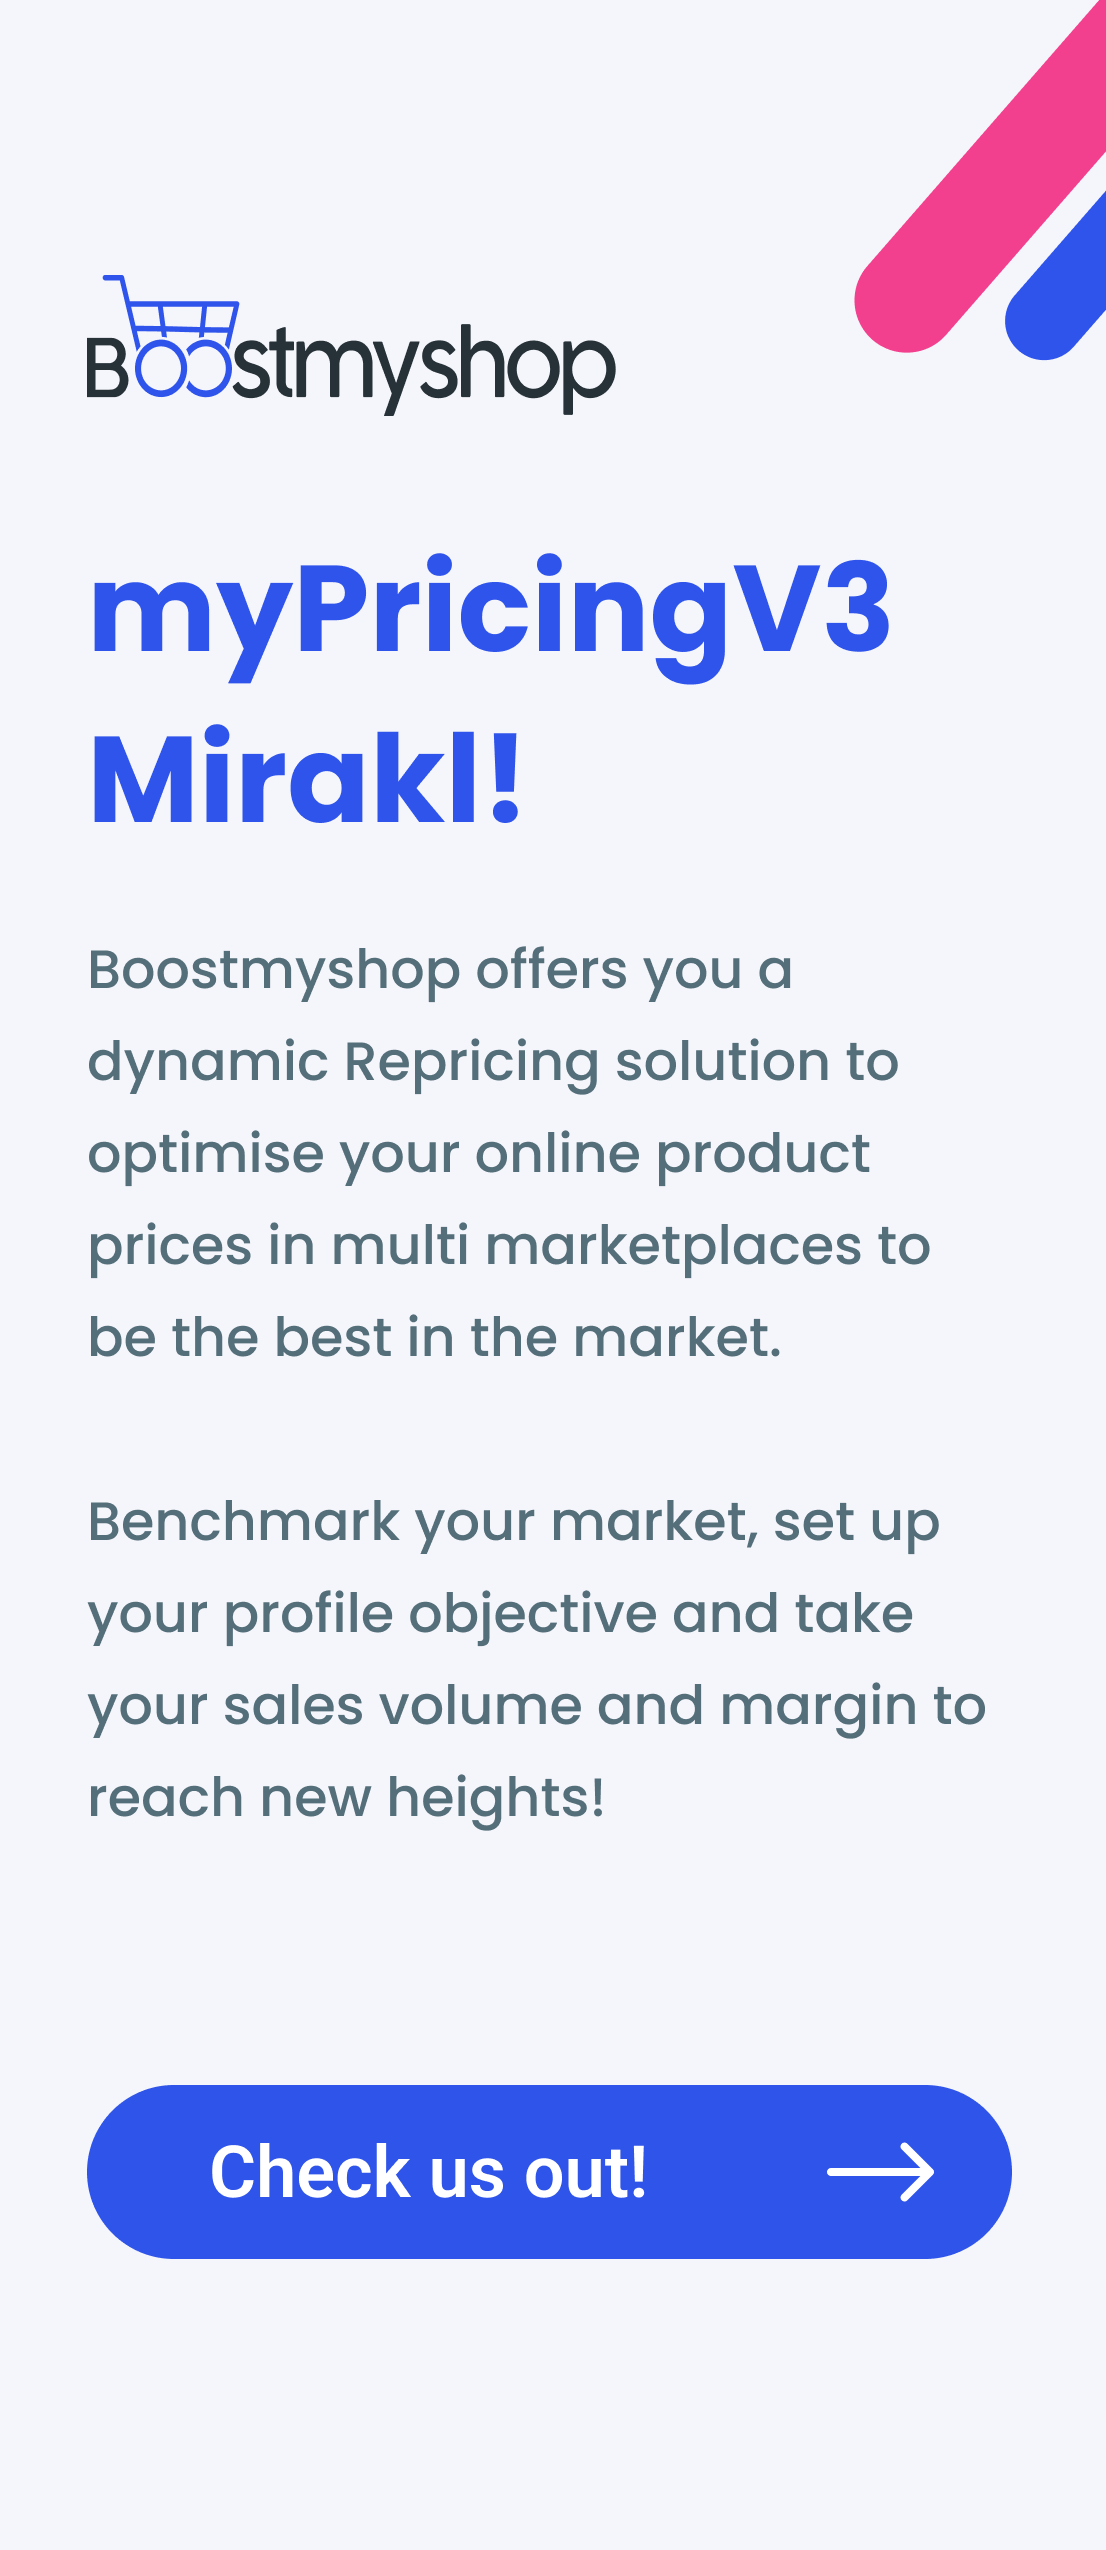 Boostmyshop
myPricingV3
Mirakl!
Boostmyshop offers you a
dynamic Repricing solution to
optimise your online product
prices in multi marketplaces to
be the best in the market.
Benchmark your market, set up
your profile objective and take
your sales volume and margin to
reach new heights!
Check us out!